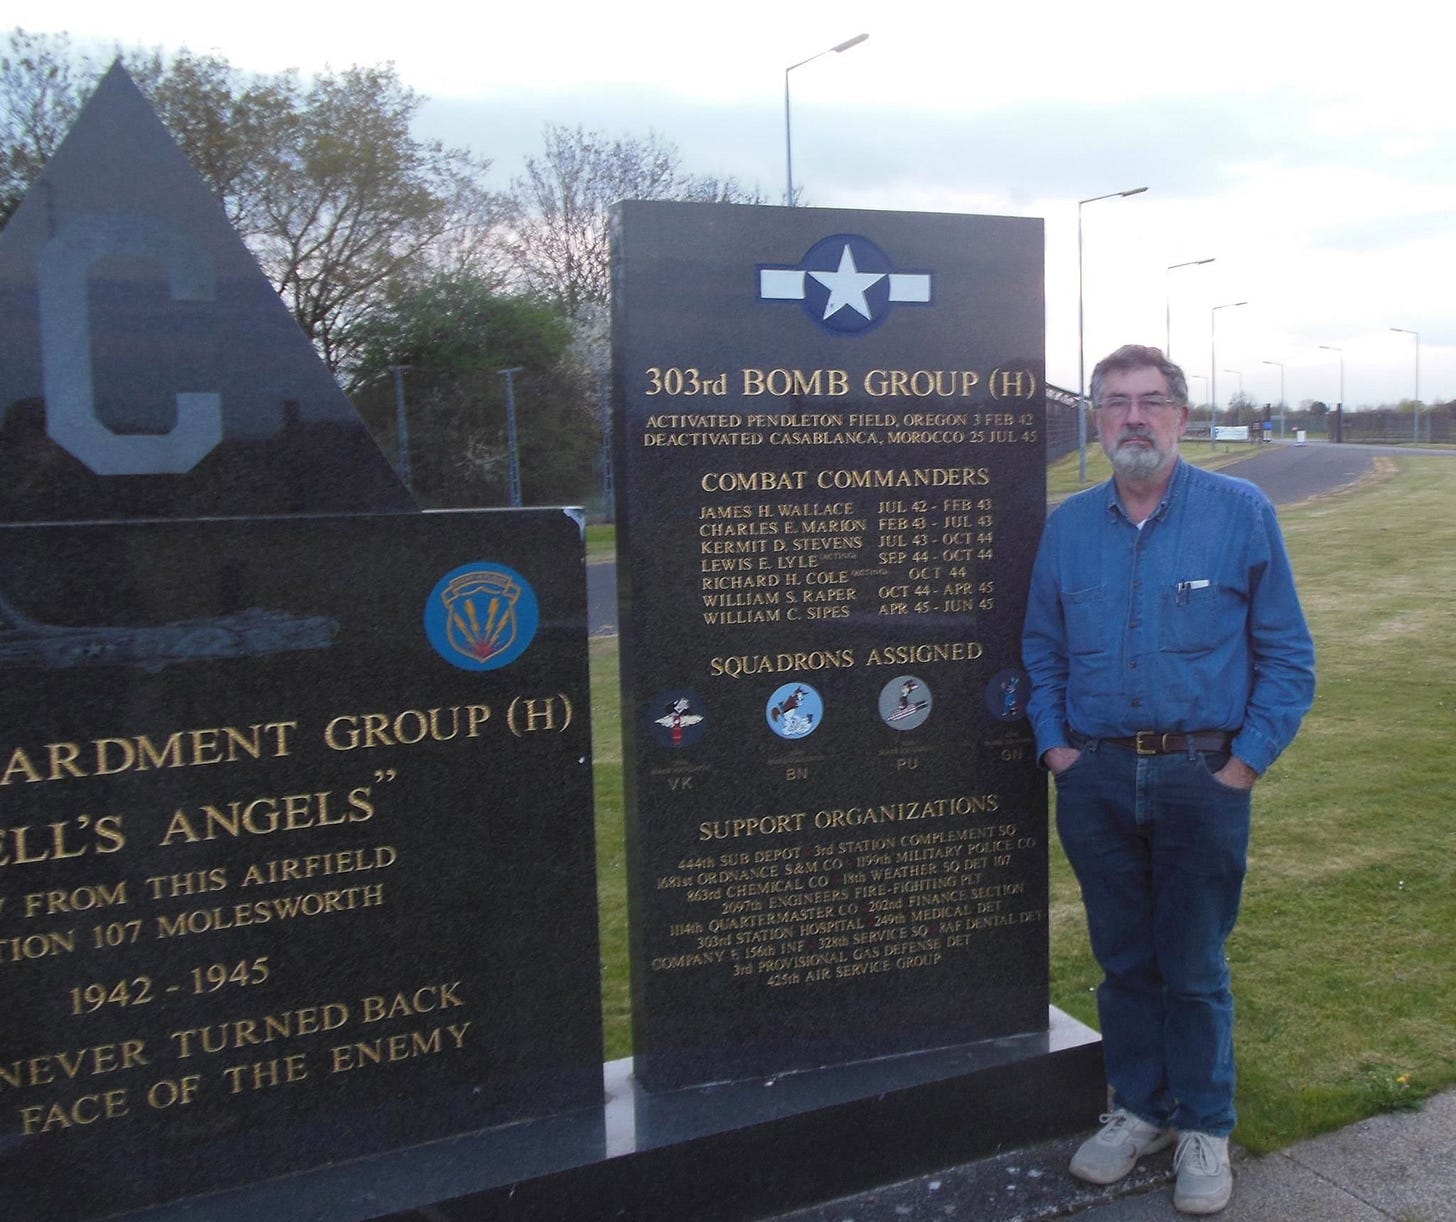 C
ARDMENT GROUP (H)
ELL'S ANGELS”
FROM THIS AIRFIELD
TION 107 MOLESWORTH
1942 - 1945
NEVER TURNED BACK
FACE OF THE ENEMY
303rd BOMB GROUP (H)
ACTIVATED PENDLETON FIELD, OREGON 3 FEB 42
DEACTIVATED CASABLANCA, MOROCCO 25 JUL 45
COMBAT COMMANDERS
JAMES H. WALLACE JUL 42 - FEB 43
CHARLES E. MARION FEB 43 - JUL 43
KERMIT D. STEVENS JUL 43 - OCT 44
LEWIS E. LYLE (ACTING) SEP 44 - OCT 44
RICHARD H. COLE (ACTING) OCT 44
WILLIAM S. RAPER OCT 44 - APR 45
WILLIAM C. SIPES APR 45 - JUN 45
SQUADRONS ASSIGNED
VK BN PU GN
SUPPORT ORGANIZATIONS
444th SUB DEPOT 3rd STATION COMPLEMENT SQ
1681st ORDNANCE S&M CO 1199th MILITARY POLICE CO
863rd CHEMICAL CO 18th WEATHER SQ DET 107
2097th ENGINEERS FIRE-FIGHTING PLT
1114th QUARTERMASTER CO 202nd FINANCE SECTION
303rd STATION HOSPITAL 249th MEDICAL DET
COMPANY E 156th INF 328th SERVICE SQ 8AF DENTAL DET
3rd PROVISIONAL GAS DEFENSE DET
425th AIR SERVICE GROUP